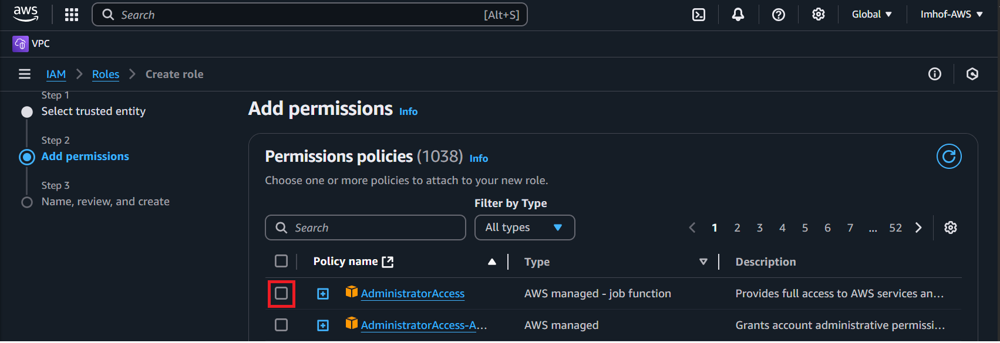 aws
Search [Alt+S]
Global
Imhof-AWS
VPC
IAM
Roles
Create role
Step 1
Select trusted entity
Step 2
Add permissions
Step 3
Name, review, and create
Add permissions Info
Permissions policies (1038) Info
Choose one or more policies to attach to your new role.
Filter by Type
Search
All types
1 2 3 4 5 6 7 ... 52
Policy name Type Description
AdministratorAccess AWS managed - job function Provides full access to AWS services an...
AdministratorAccess-A... AWS managed Grants account administrative permissi...